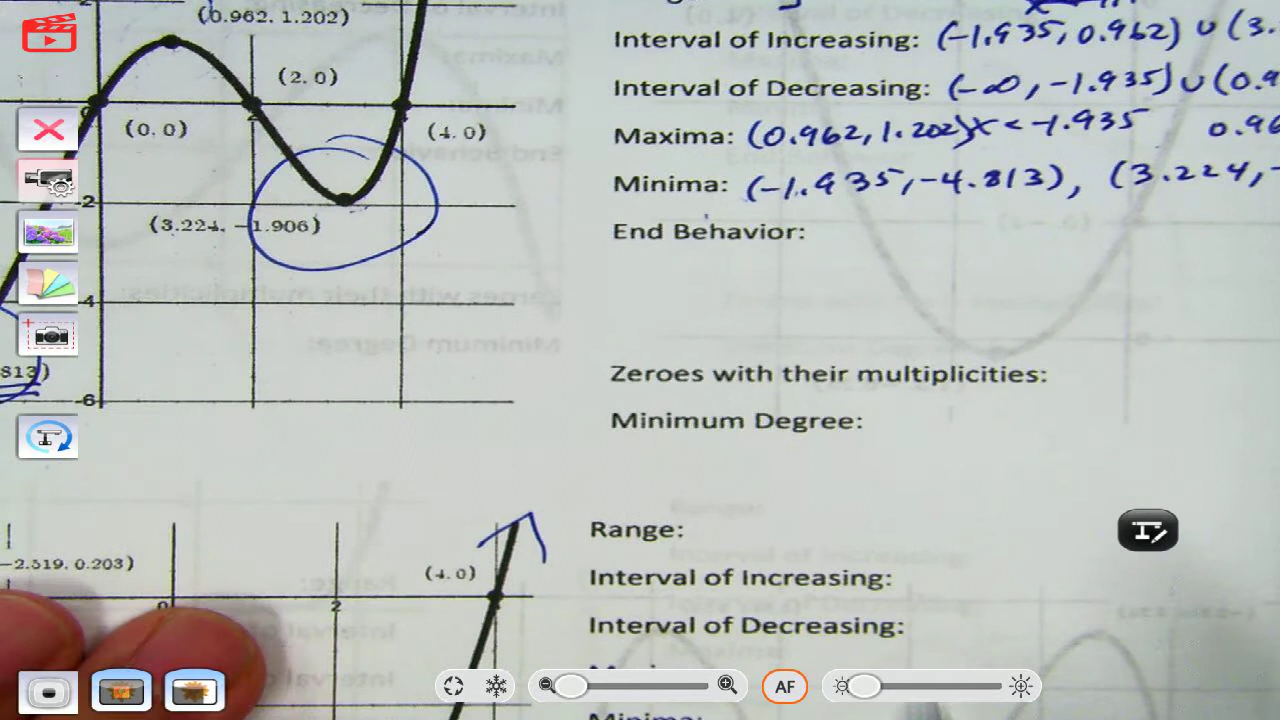 (0.962, 1.202)
(2, 0)
0
2
(0, 0)
(4, 0)
-2
(3.224, -1.906)
-4
813)
-6
Interval of Increasing: (-1.935, 0.962) ∪ (3.
Interval of Decreasing: (-∞, -1.935) ∪ (0.9
Maxima: (0.962, 1.202) x < -1.935 0.96
Minima: (-1.935, -4.813), (3.224, -
End Behavior:
Zeroes with their multiplicities:
Minimum Degree:
-2.519, 0.203)
(4, 0)
0
2
Range:
Interval of Increasing:
Interval of Decreasing:
Minima:
AF